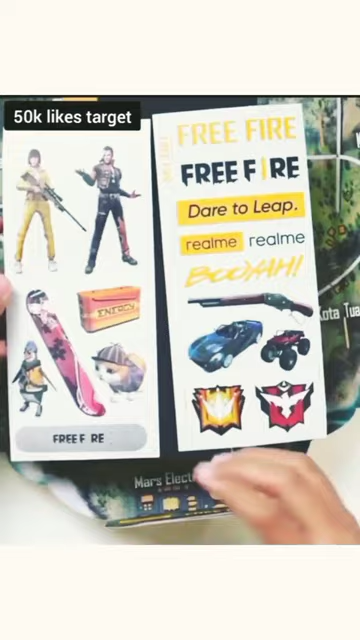 50k likes target
FREE FIRE
FREE FIRE
Dare to Leap.
realme realme
BOOYAH!
ENERGY
FREE F RE
Kota Tua
Mars Elect